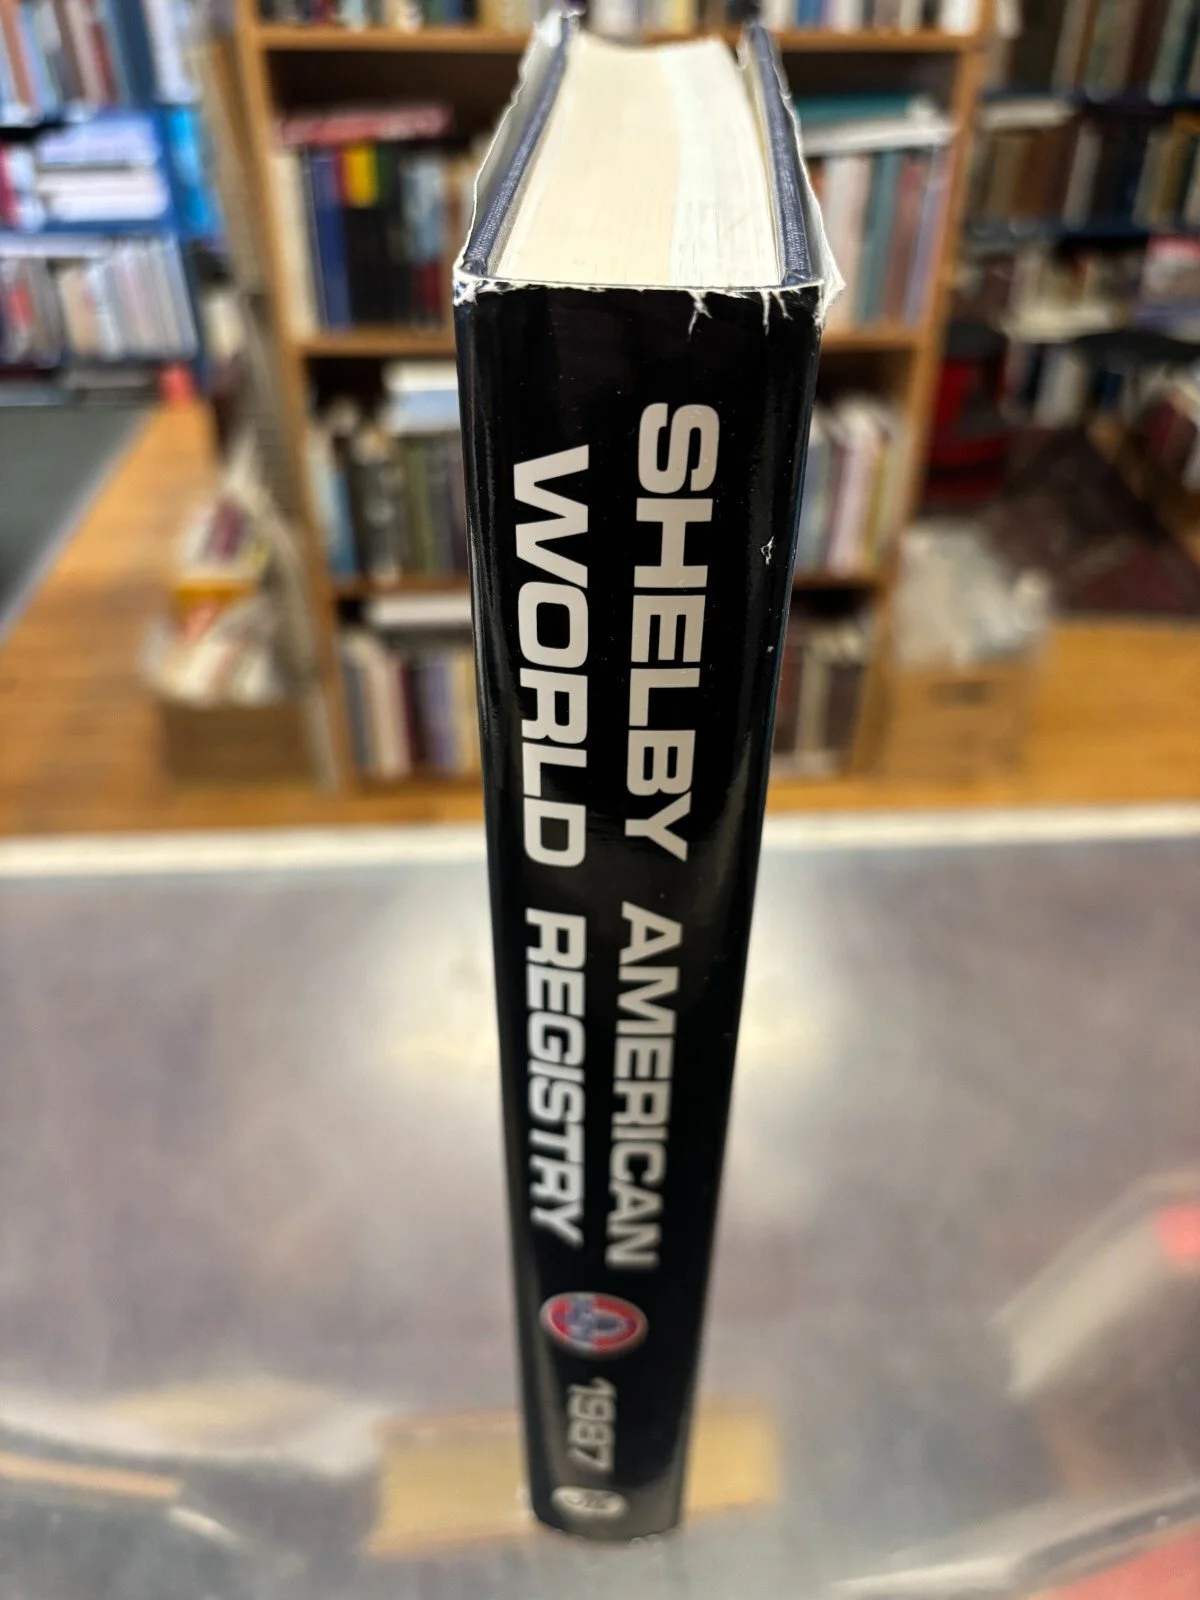 SHELBY AMERICAN
WORLD REGISTRY
1987